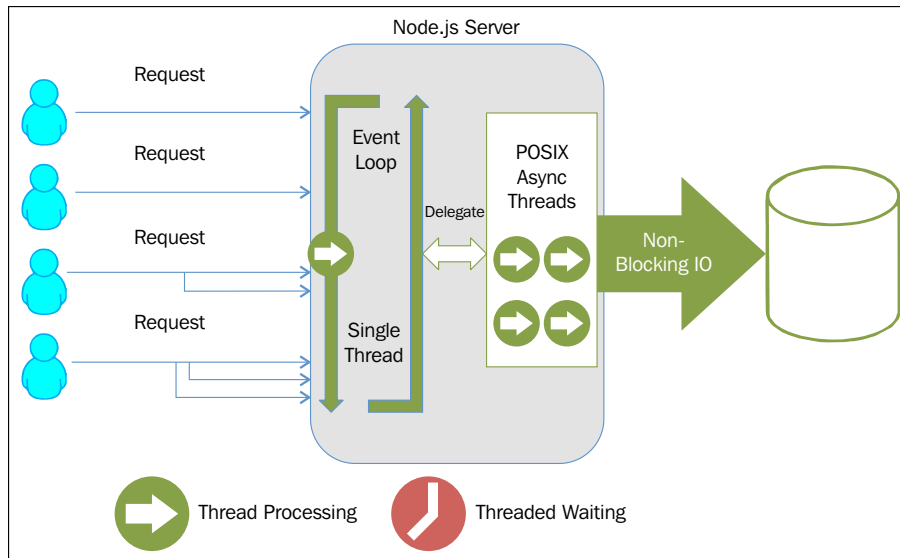 Node.js Server
Request
Request
Request
Request
Event
Loop
Single
Thread
Delegate
POSIX
Async
Threads
Non-
Blocking IO
Thread Processing
Threaded Waiting